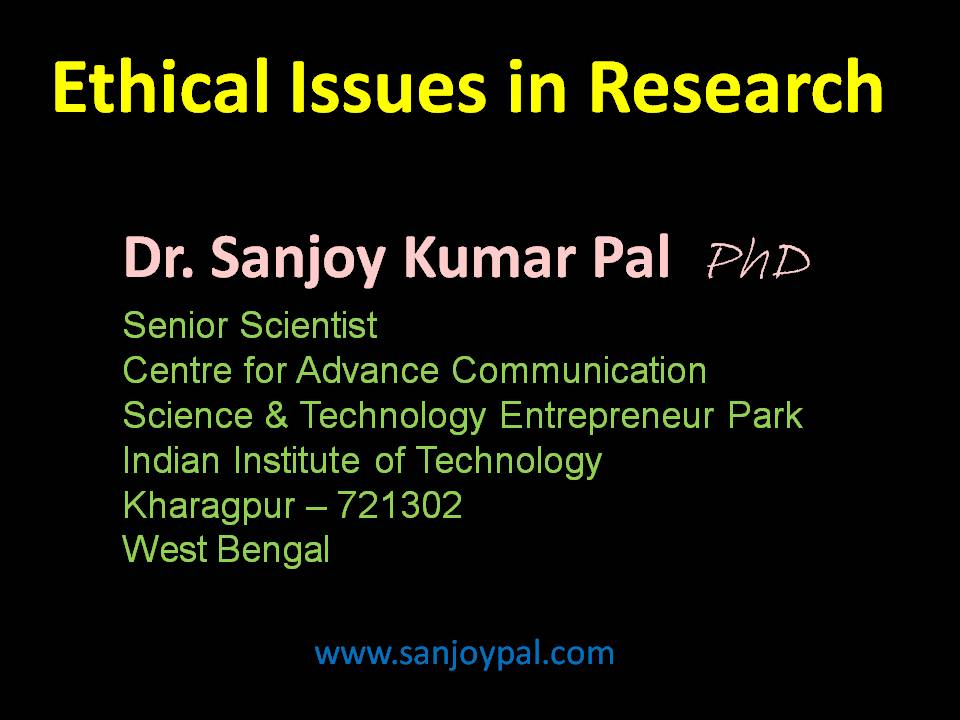 Ethical Issues in Research
Dr. Sanjoy Kumar Pal PhD
Senior Scientist
Centre for Advance Communication
Science & Technology Entrepreneur Park
Indian Institute of Technology
Kharagpur – 721302
West Bengal
www.sanjoypal.com